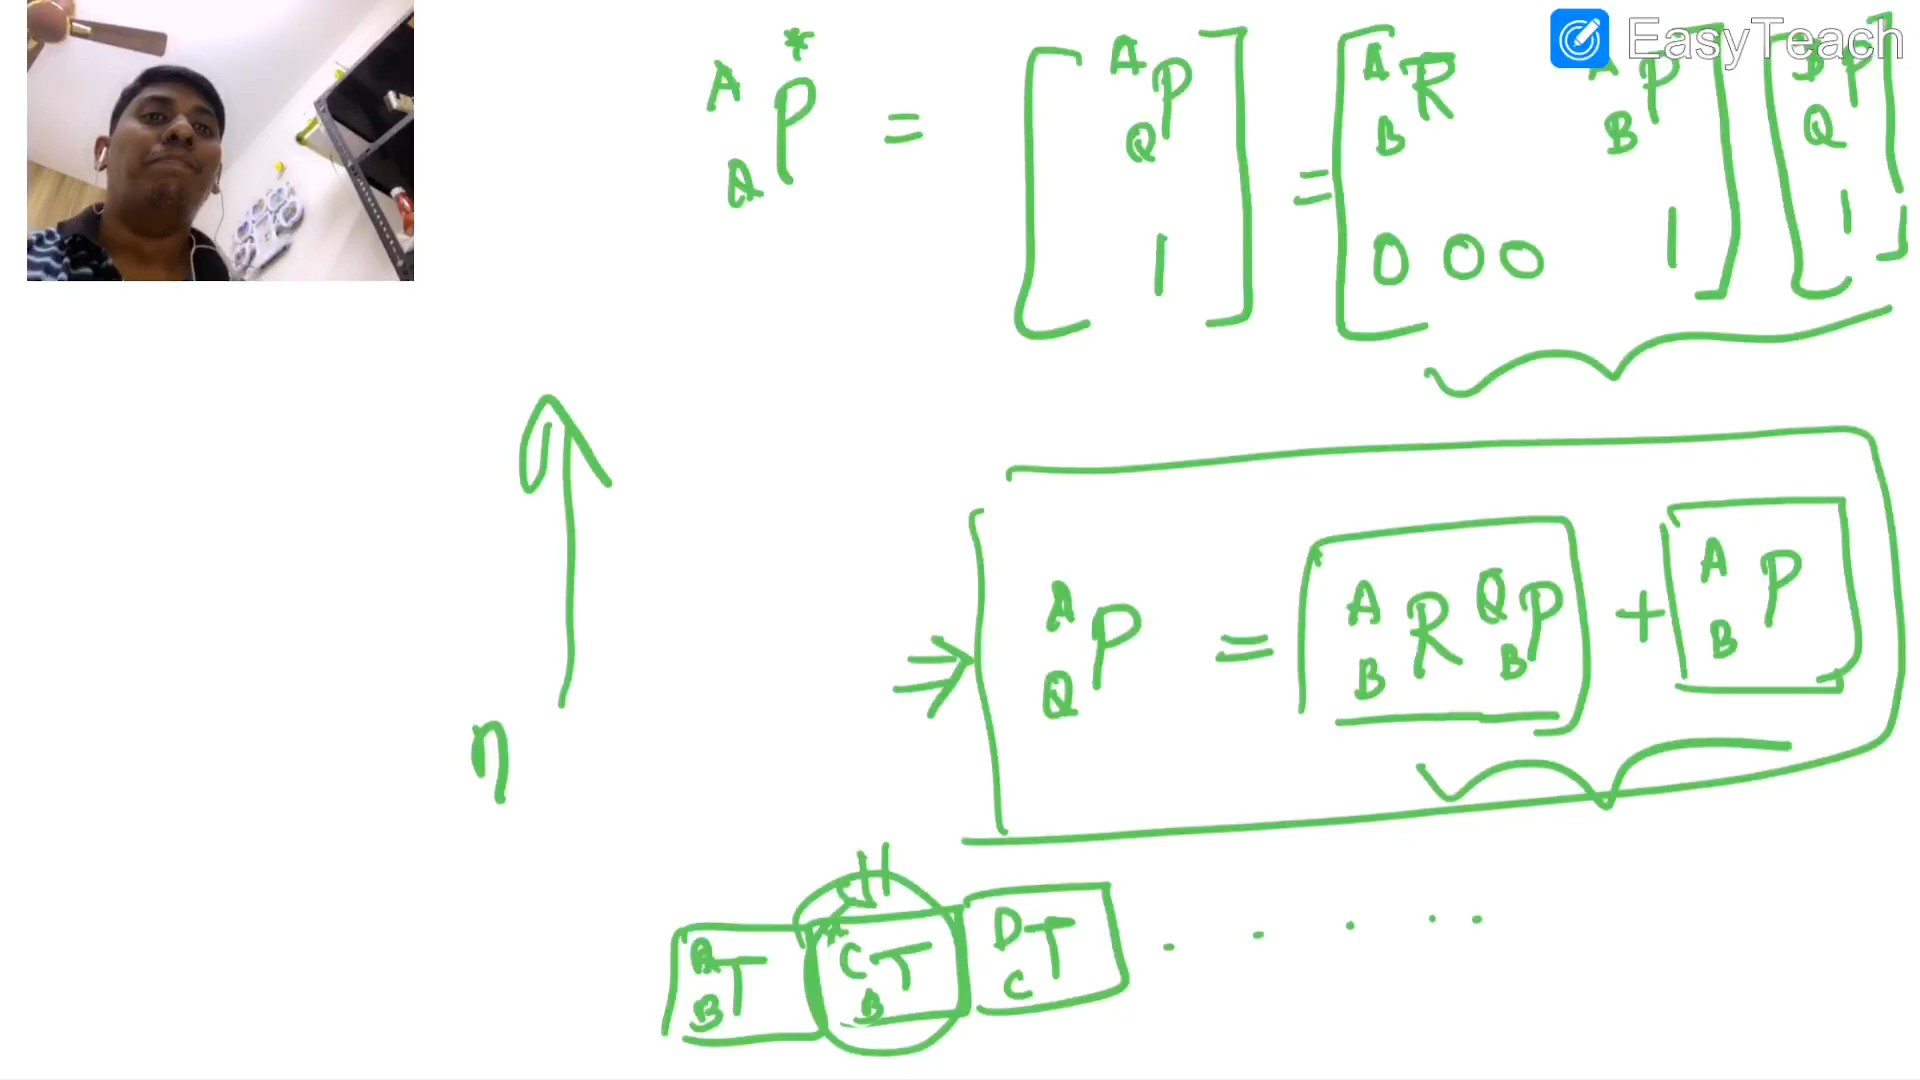 EasyTeach
A P * Q = [ A P Q 1 ] = [ A R B A P B 0 0 0 1 ] [ B P Q 1 ]
⇒ A P Q = A R B Q P B + A P B
η
T B C T B D T C . . . . .